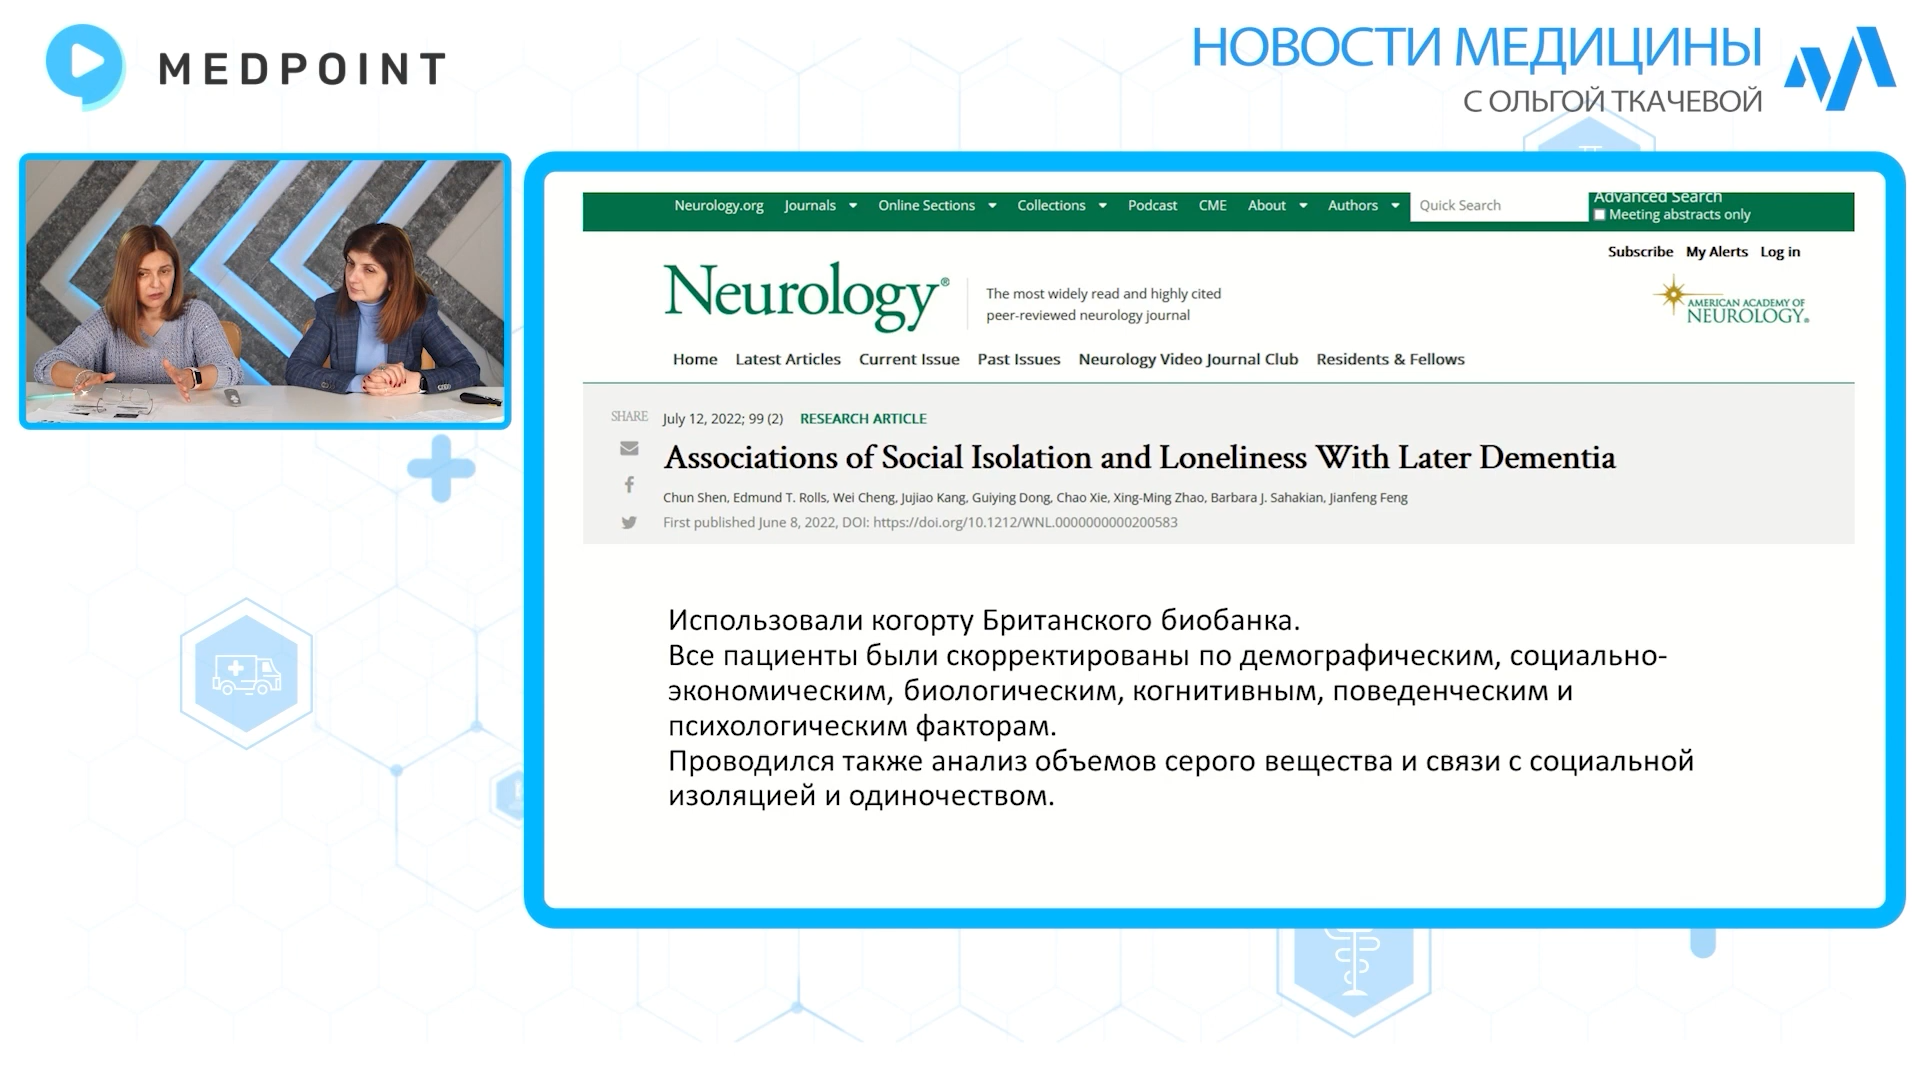 MEDPOINT
НОВОСТИ МЕДИЦИНЫ
С ОЛЬГОЙ ТКАЧЕВОЙ
Neurology.org Journals Online Sections Collections Podcast CME About Authors Quick Search Advanced Search
Meeting abstracts only
Subscribe My Alerts Log in
Neurology®
The most widely read and highly cited
peer-reviewed neurology journal
AMERICAN ACADEMY OF
NEUROLOGY®
Home Latest Articles Current Issue Past Issues Neurology Video Journal Club Residents & Fellows
SHARE
July 12, 2022; 99 (2) RESEARCH ARTICLE
Associations of Social Isolation and Loneliness With Later Dementia
Chun Shen, Edmund T. Rolls, Wei Cheng, Jujiao Kang, Guiying Dong, Chao Xie, Xing-Ming Zhao, Barbara J. Sahakian, Jianfeng Feng
First published June 8, 2022, DOI: https://doi.org/10.1212/WNL.0000000000200583
Использовали когорту Британского биобанка.
Все пациенты были скорректированы по демографическим, социально-
экономическим, биологическим, когнитивным, поведенческим и
психологическим факторам.
Проводился также анализ объемов серого вещества и связи с социальной
изоляцией и одиночеством.